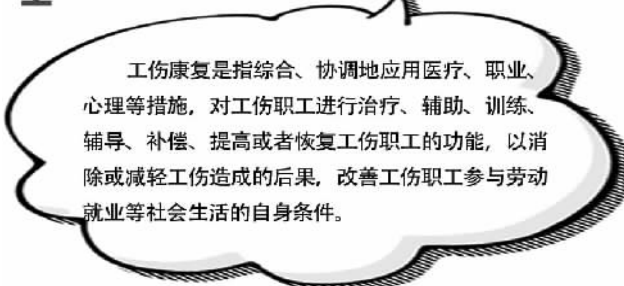 工伤康复是指综合、协调地应用医疗、职业、
心理等措施，对工伤职工进行治疗、辅助、训练、
辅导、补偿、提高或者恢复工伤职工的功能，以消
除或减轻工伤造成的后果，改善工伤职工参与劳动
就业等社会生活的自身条件。